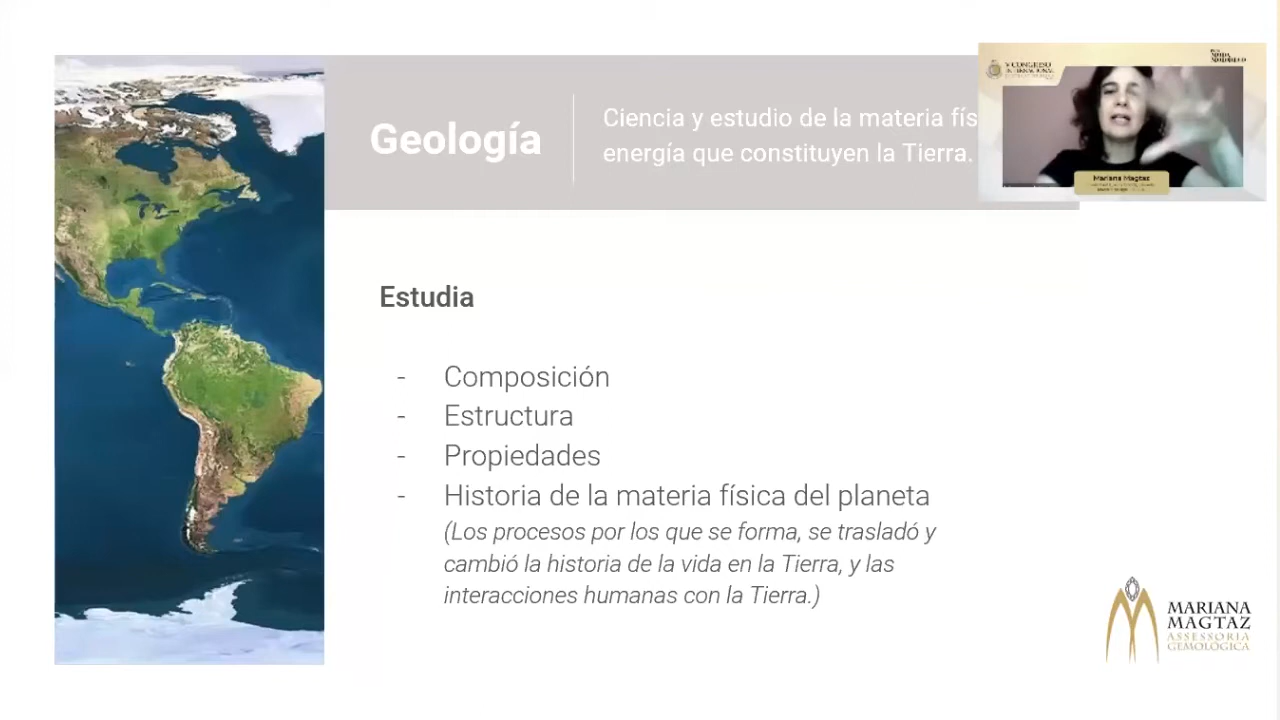 Geología
Ciencia y estudio de la materia fís
energía que constituyen la Tierra.
V CONGRESO
INTERNACIONAL
Mariana Magtaz
Estudia
- Composición
- Estructura
- Propiedades
- Historia de la materia física del planeta
(Los procesos por los que se forma, se trasladó y
cambió la historia de la vida en la Tierra, y las
interacciones humanas con la Tierra.)
MARIANA
MAGTAZ
ASSESSORIA
GEMOLÓGICA